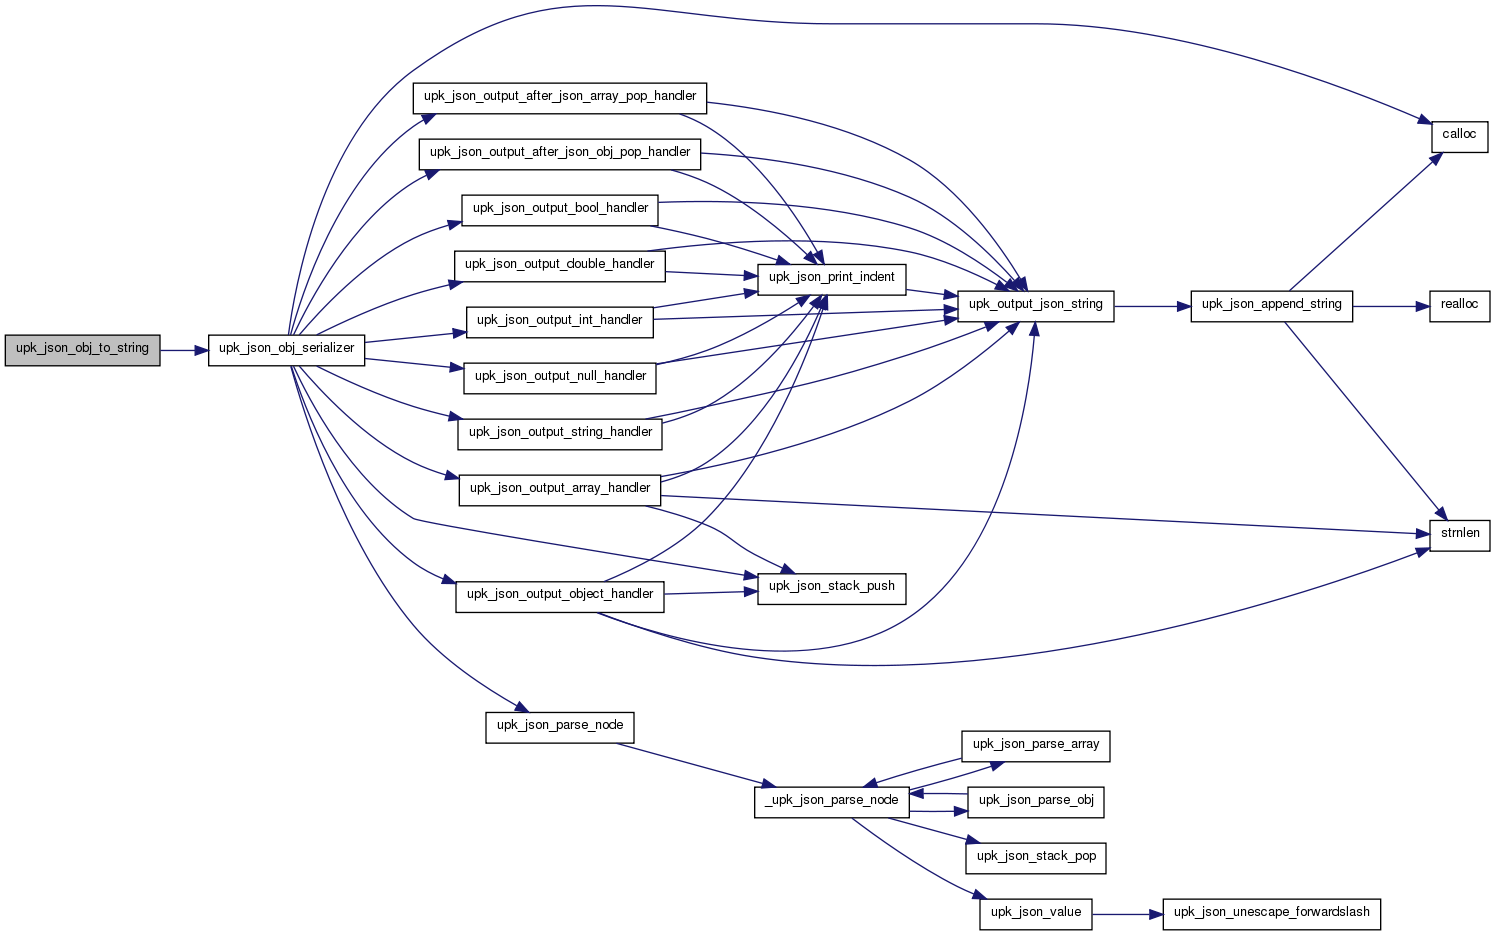 upk_json_output_after_json_array_pop_handler
calloc
upk_json_output_after_json_obj_pop_handler
upk_json_output_bool_handler
upk_json_output_double_handler
upk_json_print_indent
upk_output_json_string
upk_json_append_string
realloc
upk_json_output_int_handler
upk_json_obj_to_string
upk_json_obj_serializer
upk_json_output_null_handler
upk_json_output_string_handler
upk_json_output_array_handler
strnlen
upk_json_output_object_handler
upk_json_stack_push
upk_json_parse_node
upk_json_parse_array
_upk_json_parse_node
upk_json_parse_obj
upk_json_stack_pop
upk_json_value
upk_json_unescape_forwardslash